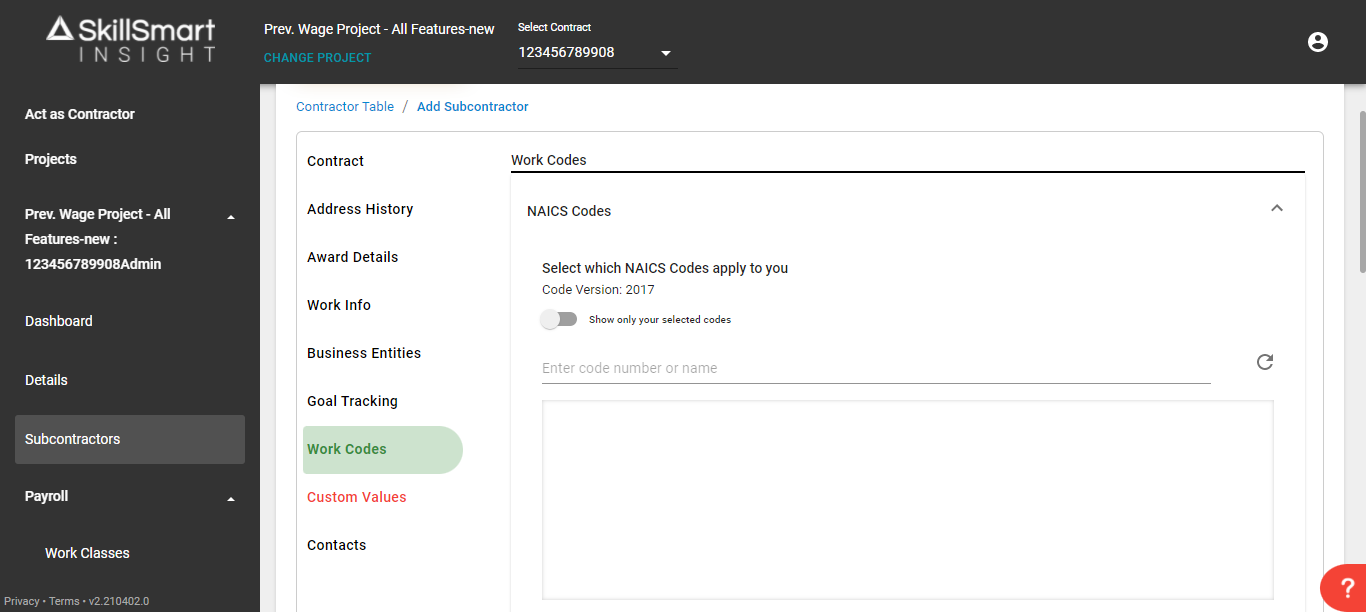 SkillSmart
INSIGHT
Prev. Wage Project - All Features-new
CHANGE PROJECT
Select Contract
123456789908
Act as Contractor
Projects
Prev. Wage Project - All
Features-new :
123456789908Admin
Dashboard
Details
Subcontractors
Payroll
Work Classes
Privacy • Terms • v2.210402.0
Contractor Table / Add Subcontractor
Contract
Address History
Award Details
Work Info
Business Entities
Goal Tracking
Work Codes
Custom Values
Contacts
Work Codes
NAICS Codes
Select which NAICS Codes apply to you
Code Version: 2017
Show only your selected codes
Enter code number or name
?